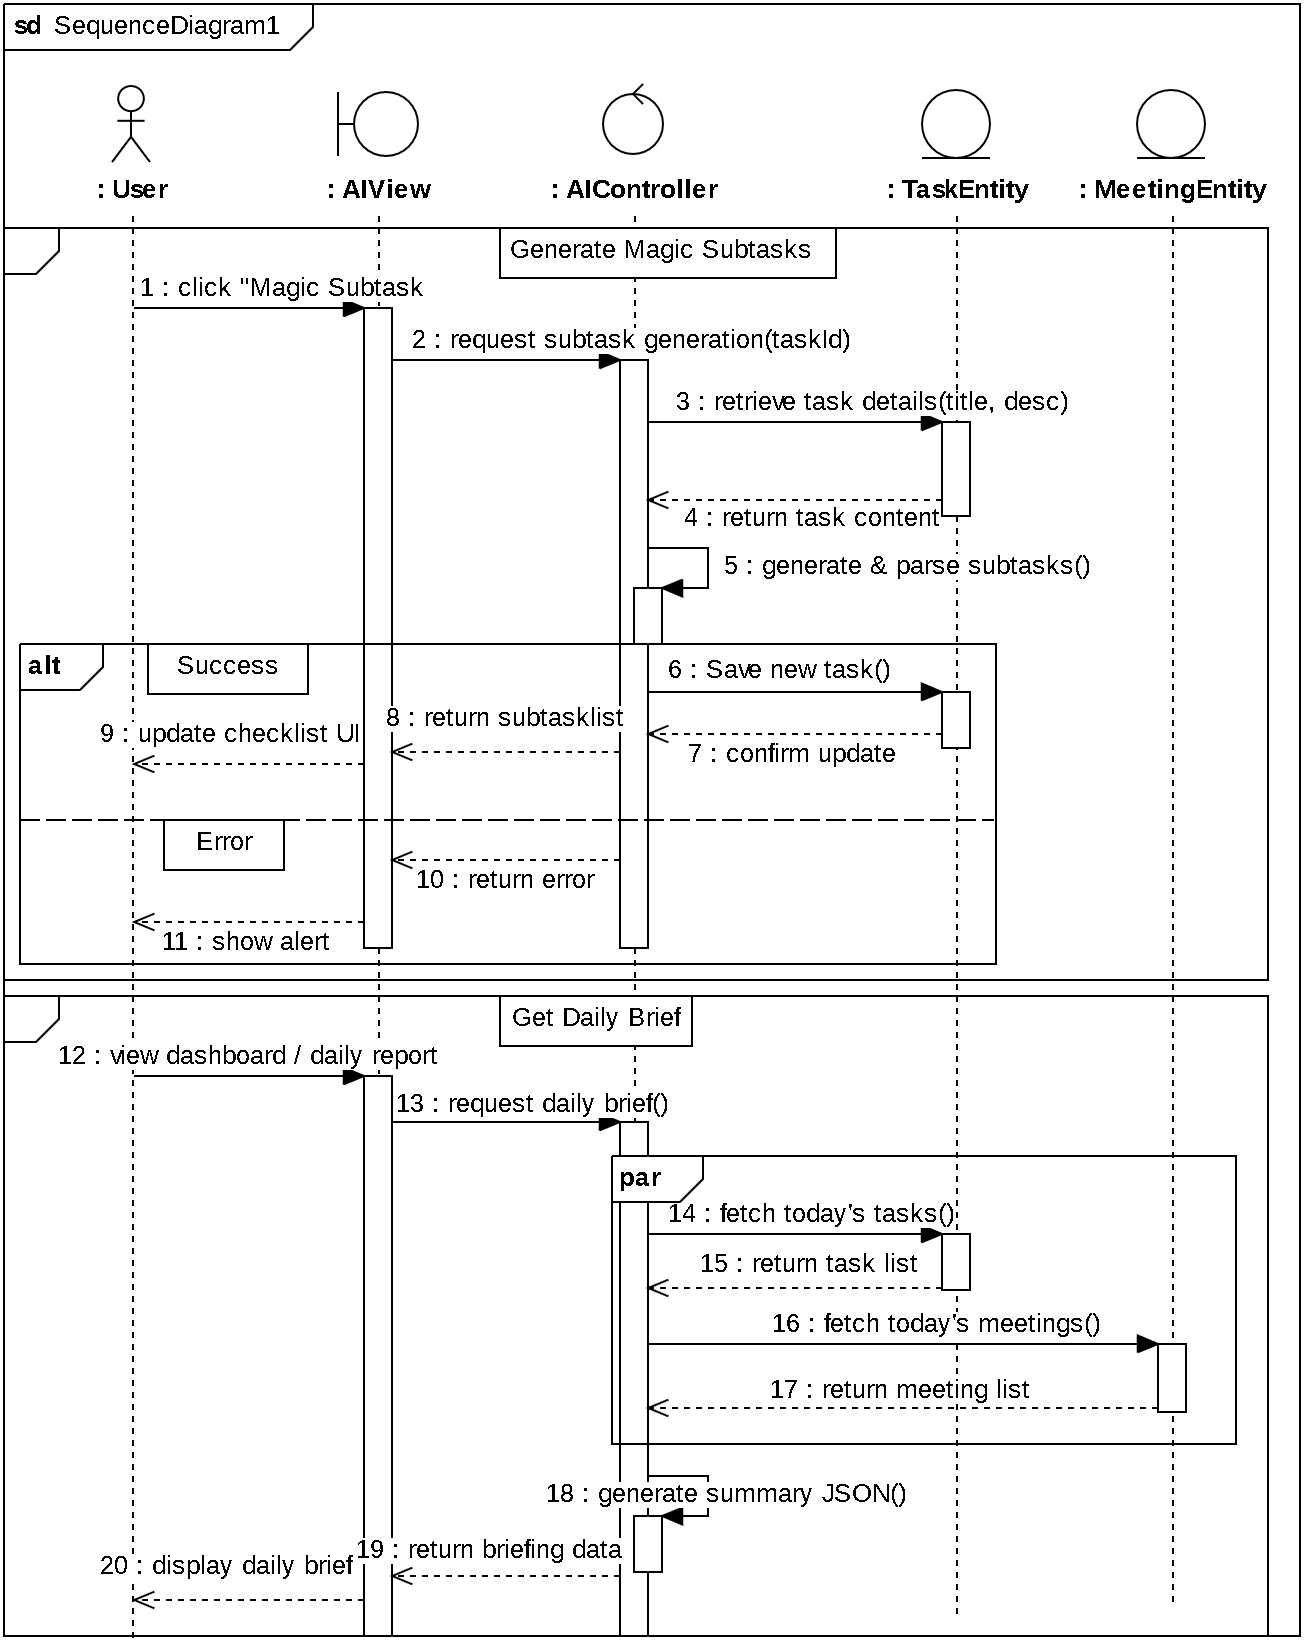 sd SequenceDiagram1
: User
: AIView
: AIController
: TaskEntity
: MeetingEntity
Generate Magic Subtasks
1 : click "Magic Subtask
2 : request subtask generation(taskId)
3 : retrieve task details(title, desc)
4 : return task content
5 : generate & parse subtasks()
alt
Success
6 : Save new task()
8 : return subtasklist
9 : update checklist UI
7 : confirm update
Error
10 : return error
11 : show alert
Get Daily Brief
12 : view dashboard / daily report
13 : request daily brief()
par
14 : fetch today's tasks()
15 : return task list
16 : fetch today's meetings()
17 : return meeting list
18 : generate summary JSON()
19 : return briefing data
20 : display daily brief